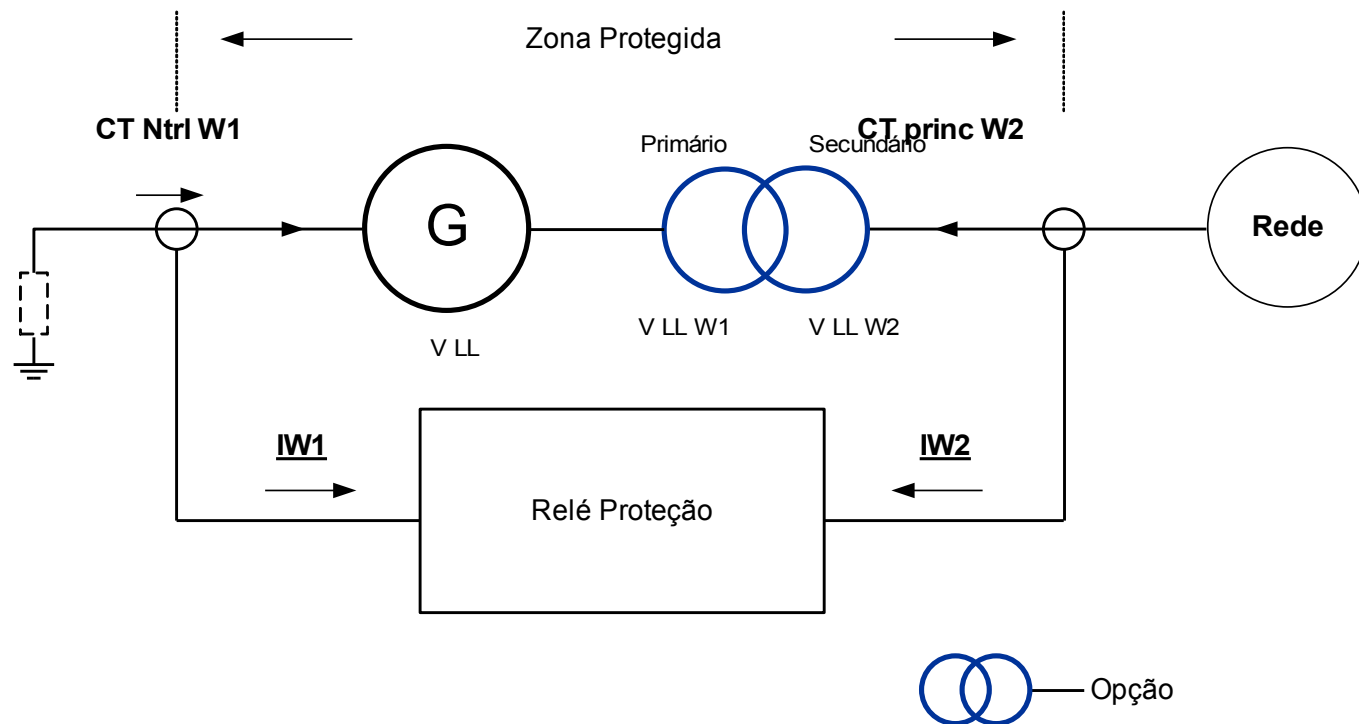 Zona Protegida
CT Ntrl W1
CT princ W2
Primário
Secundário
G
Rede
V LL
V LL W1
V LL W2
IW1
IW2
Relé Proteção
Opção